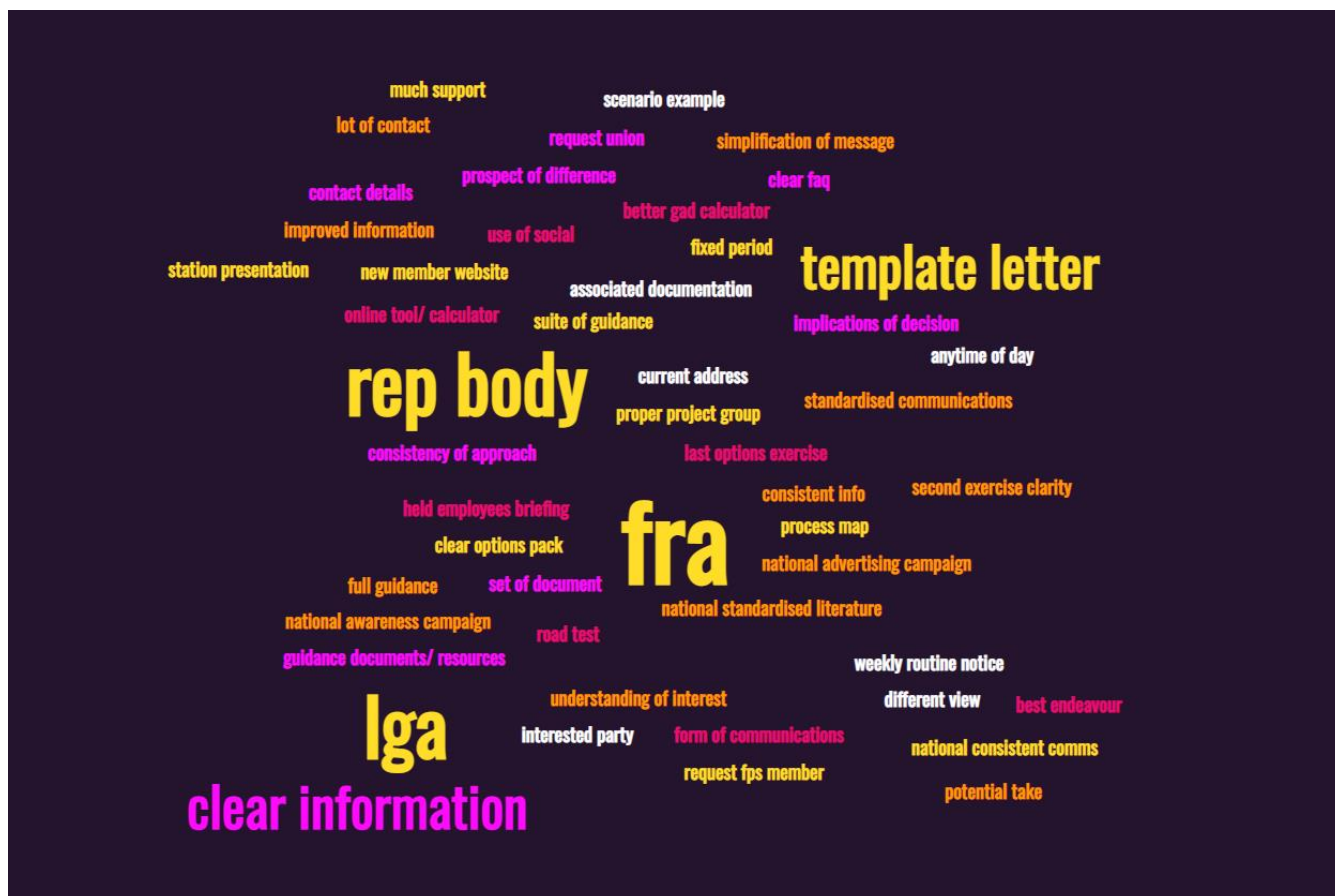 much support
scenario example
lot of contact
request union
simplification of message
prospect of difference
clear faq
contact details
better gad calculator
improved information
use of social
fixed period
template letter
station presentation
new member website
associated documentation
online tool/ calculator
suite of guidance
implications of decision
anytime of day
rep body
current address
standardised communications
proper project group
consistency of approach
last options exercise
second exercise clarity
consistent info
held employees briefing
process map
fra
clear options pack
national advertising campaign
full guidance
set of document
national standardised literature
national awareness campaign
road test
guidance documents/ resources
weekly routine notice
understanding of interest
different view
best endeavour
lga
interested party
form of communications
national consistent comms
request fps member
potential take
clear information